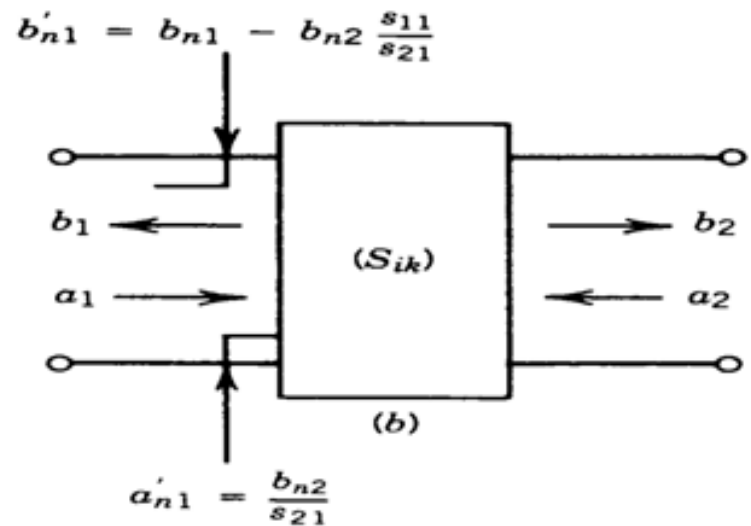 b'ₙ₁ = bₙ₁ − bₙ₂ s₁₁/s₂₁
b₁
(Sᵢₖ)
b₂
a₁
a₂
(b)
a'ₙ₁ = bₙ₂/s₂₁